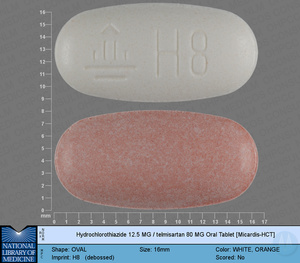 H8
Hydrochlorothiazide 12.5 MG / telmisartan 80 MG Oral Tablet [Micardis-HCT]
NATIONAL
LIBRARY OF
MEDICINE
Shape: OVAL Size: 16mm Color: WHITE, ORANGE
Imprint: H8 (debossed) Scored: No